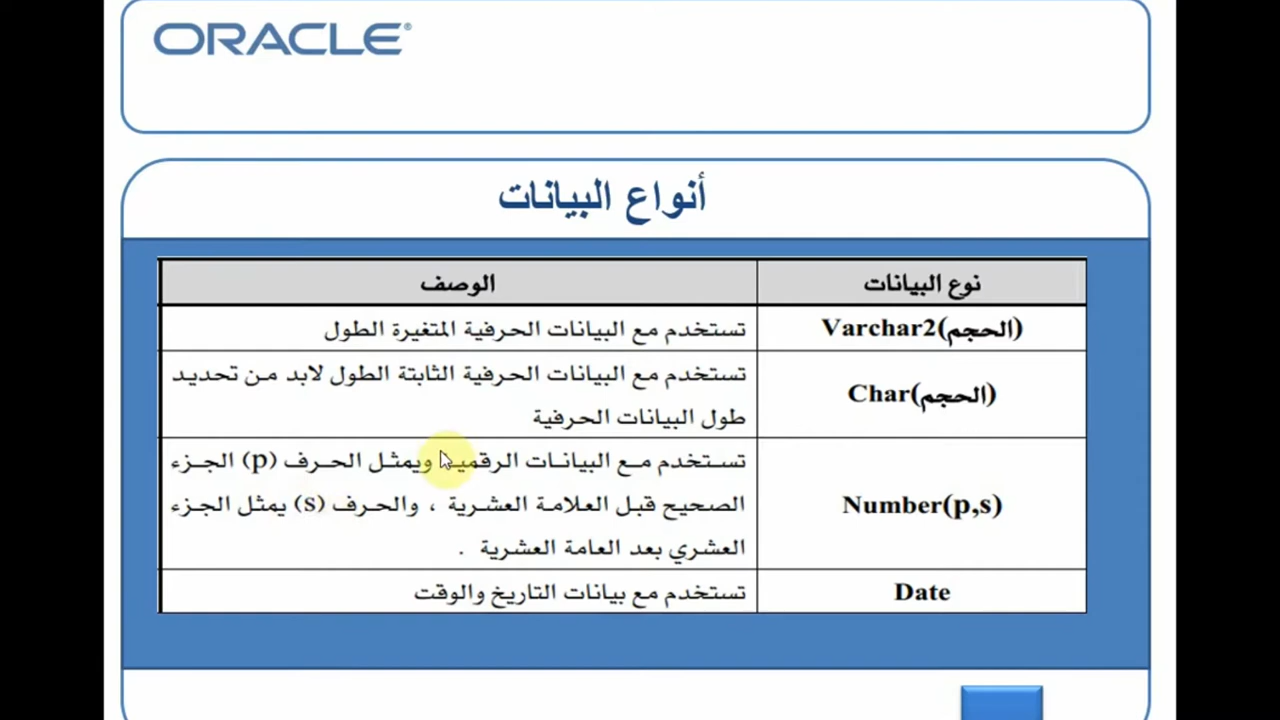 ORACLE®
أنواع البيانات
نوع البيانات الوصف
Varchar2(الحجم) تستخدم مع البيانات الحرفية المتغيرة الطول
Char(الحجم) تستخدم مع البيانات الحرفية الثابتة الطول لابد من تحديد
طول البيانات الحرفية
Number(p,s) تستخدم مع البيانات الرقمية ويمثل الحرف (p) الجزء
الصحيح قبل العلامة العشرية ، والحرف (s) يمثل الجزء
العشري بعد العامة العشرية .
Date تستخدم مع بيانات التاريخ والوقت